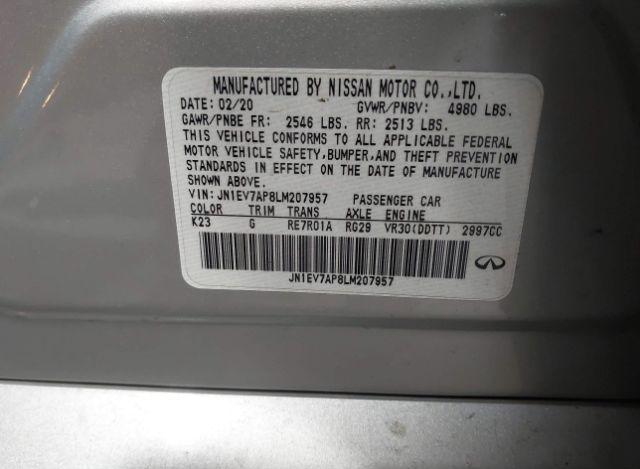 MANUFACTURED BY NISSAN MOTOR CO.,LTD.
DATE: 02/20 GVWR/PNBV: 4980 LBS.
GAWR/PNBE FR: 2546 LBS. RR: 2513 LBS.
THIS VEHICLE CONFORMS TO ALL APPLICABLE FEDERAL
MOTOR VEHICLE SAFETY,BUMPER,AND THEFT PREVENTION
STANDARDS IN EFFECT ON THE DATE OF MANUFACTURE
SHOWN ABOVE.
VIN: JN1EV7AP8LM207957 PASSENGER CAR
COLOR TRIM TRANS AXLE ENGINE
K23 G RE7R01A RG29 VR30(DDTT) 2997CC
JN1EV7AP8LM207957